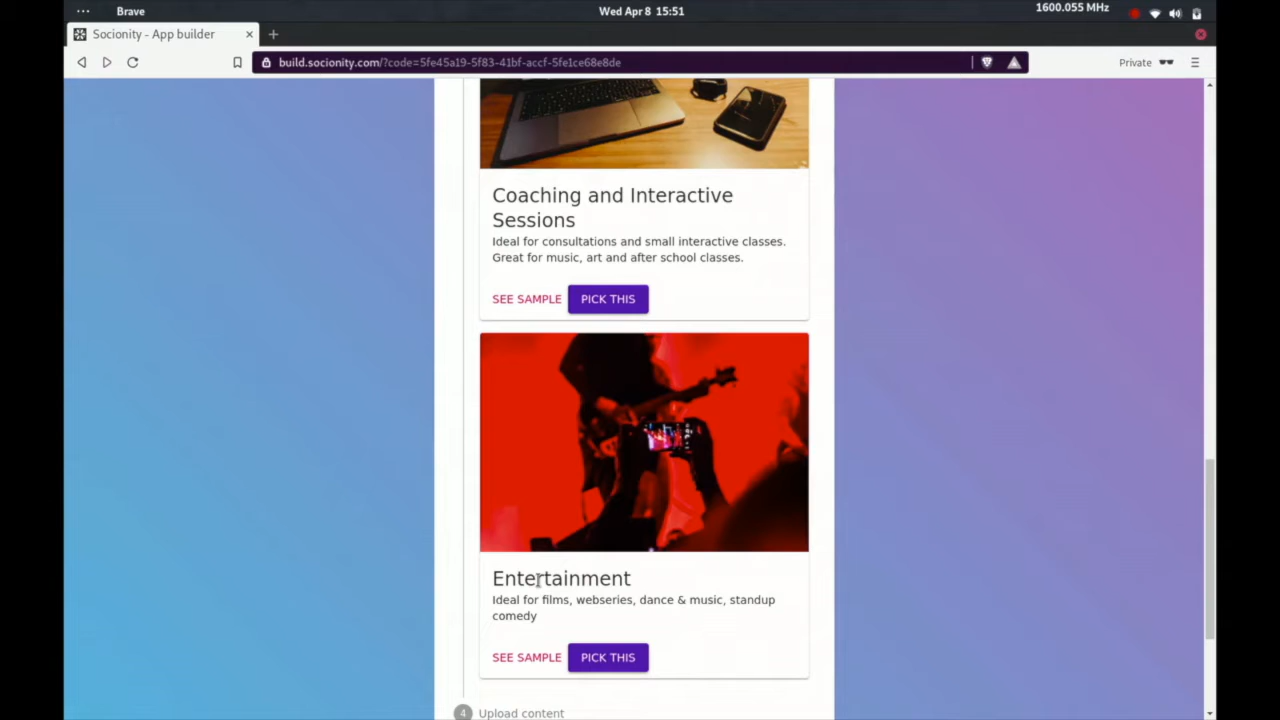 Brave
Wed Apr 8 15:51
1600.055 MHz
Socionity - App builder
build.socionity.com/?code=5fe45a19-5f83-41bf-accf-5fe1ce68e8de
Private
Coaching and Interactive
Sessions
Ideal for consultations and small interactive classes.
Great for music, art and after school classes.
SEE SAMPLE
PICK THIS
Entertainment
Ideal for films, webseries, dance & music, standup
comedy
SEE SAMPLE
PICK THIS
4 Upload content